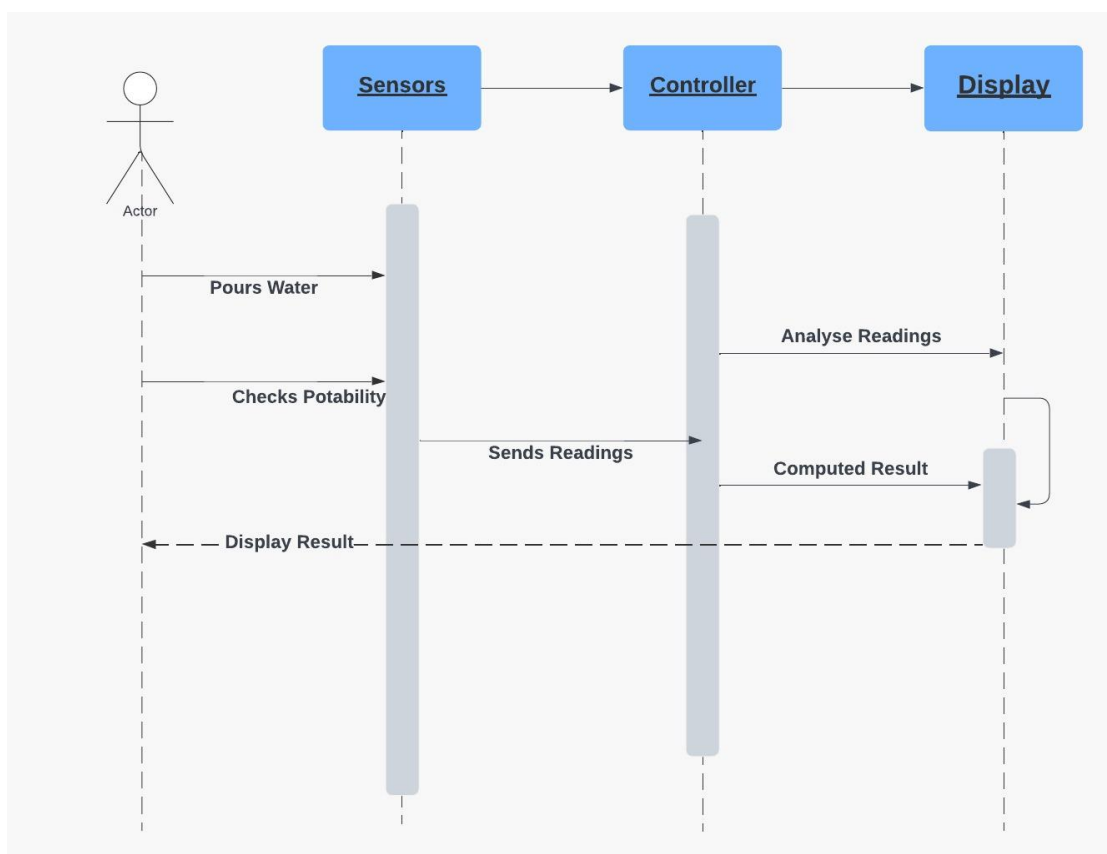 Sensors
Controller
Display
Actor
Pours Water
Analyse Readings
Checks Potability
Sends Readings
Computed Result
Display Result